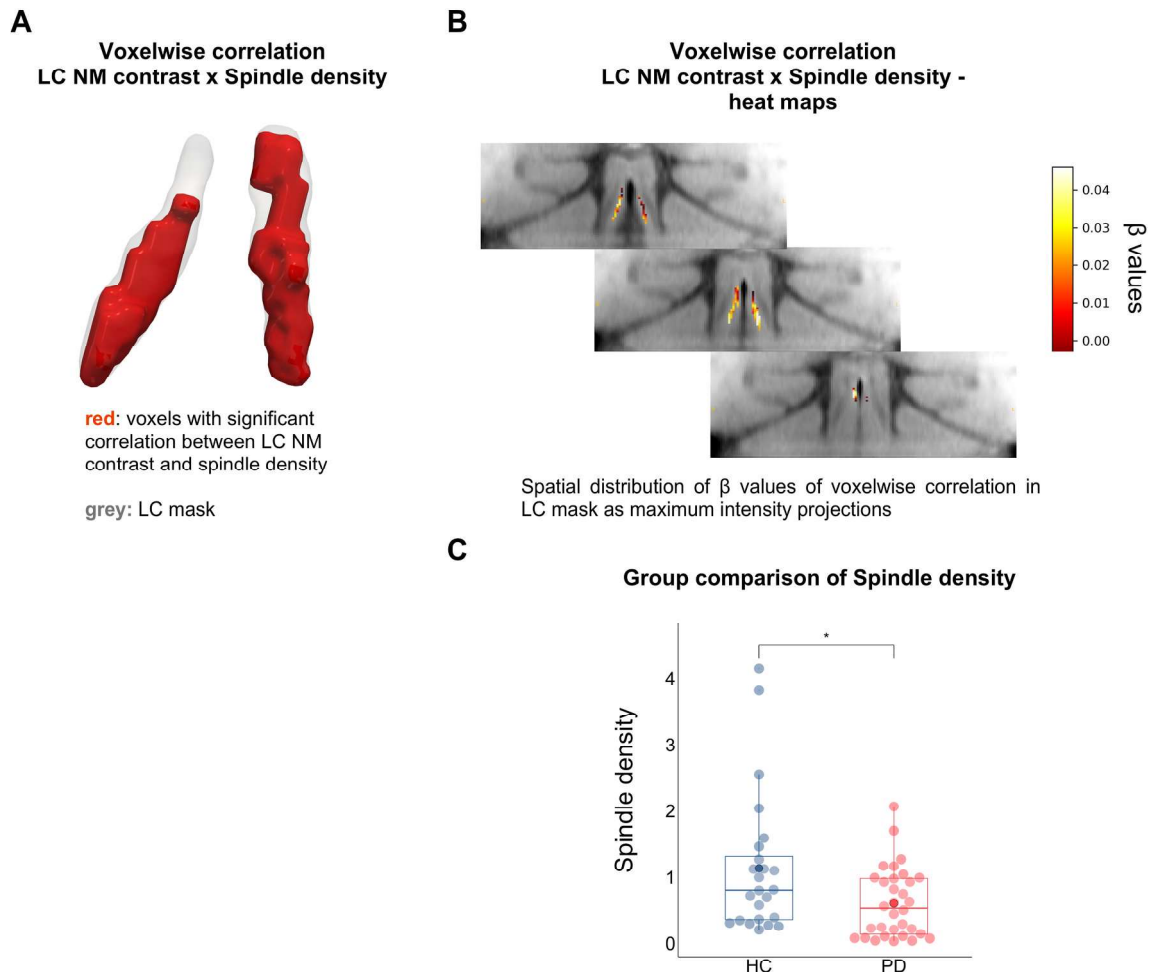 A
Voxelwise correlation
LC NM contrast x Spindle density
red: voxels with significant
correlation between LC NM
contrast and spindle density
grey: LC mask
B
Voxelwise correlation
LC NM contrast x Spindle density -
heat maps
0.04
0.03
0.02
0.01
0.00
β values
Spatial distribution of β values of voxelwise correlation in
LC mask as maximum intensity projections
C
Group comparison of Spindle density
*
Spindle density
4
3
2
1
0
HC
PD